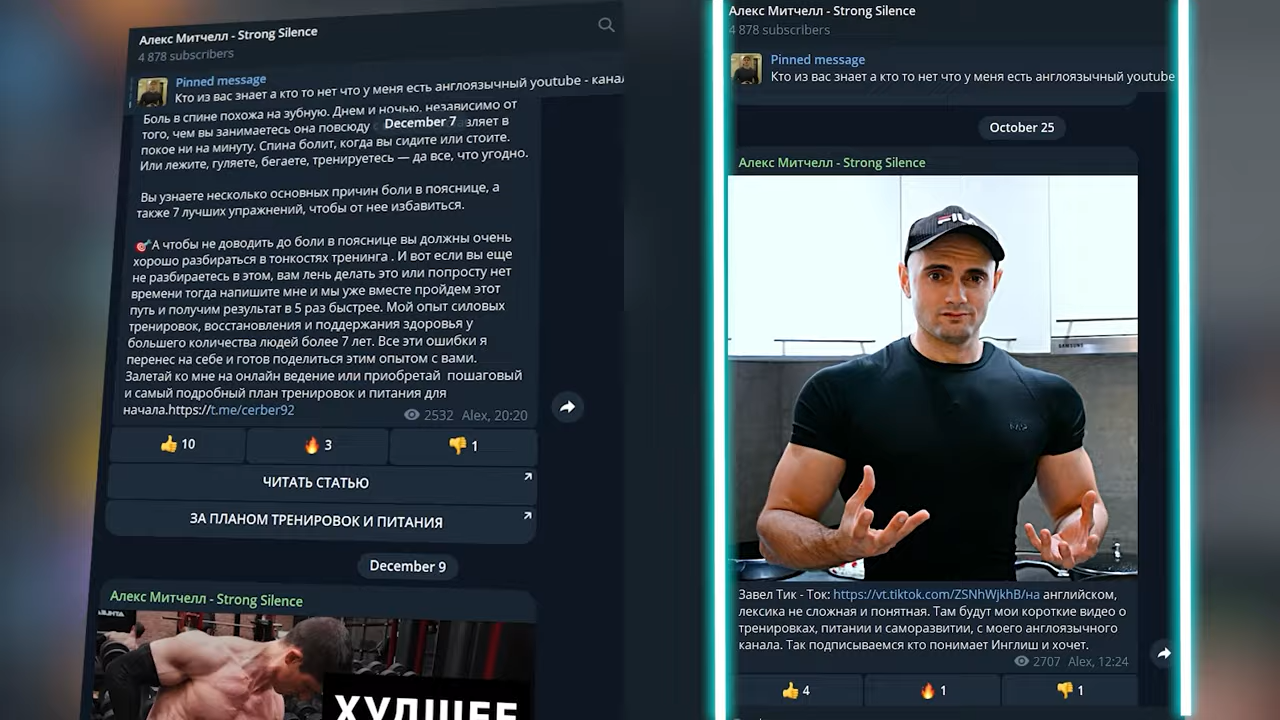 Алекс Митчелл - Strong Silence
4 878 subscribers
Pinned message
Кто из вас знает а кто то нет что у меня есть англоязычный youtube - канал
Боль в спине похожа на зубную. Днем и ночью, независимо от
того, чем вы занимаетесь она повсюду
December 7
вляет в
покое ни на минуту. Спина болит, когда вы сидите или стоите.
Или лежите, гуляете, бегаете, тренируетесь — да все, что угодно.
Вы узнаете несколько основных причин боли в пояснице, а
также 7 лучших упражнений, чтобы от нее избавиться.
🎯А чтобы не доводить до боли в пояснице вы должны очень
хорошо разбираться в тонкостях тренинга . И вот если вы еще
не разбираетесь в этом, вам лень делать это или попросту нет
времени тогда напишите мне и мы уже вместе пройдем этот
путь и получим результат в 5 раз быстрее. Мой опыт силовых
тренировок, восстановления и поддержания здоровья у
большего количества людей более 7 лет. Все эти ошибки я
перенес на себе и готов поделиться этим опытом с вами.
Залетай ко мне на онлайн ведение или приобретай  пошаговый
и самый подробный план тренировок и питания для
начала.https://t.me/cerber92
2532 Alex, 20:20
👍 10
🔥 3
👎 1
ЧИТАТЬ СТАТЬЮ
ЗА ПЛАНОМ ТРЕНИРОВОК И ПИТАНИЯ
December 9
Алекс Митчелл - Strong Silence
ХУДШЕЕ
Алекс Митчелл - Strong Silence
4 878 subscribers
Pinned message
Кто из вас знает а кто то нет что у меня есть англоязычный youtube
October 25
Алекс Митчелл - Strong Silence
FILA
SAMSUNG
Завел Тик - Ток: https://vt.tiktok.com/ZSNhWjkhB/на английском,
лексика не сложная и понятная. Там будут мои короткие видео о
тренировках, питании и саморазвитии, с моего англоязычного
канала. Так подписываемся кто понимает Инглиш и хочет.
2707 Alex, 12:24
👍 4
🔥 1
👎 1